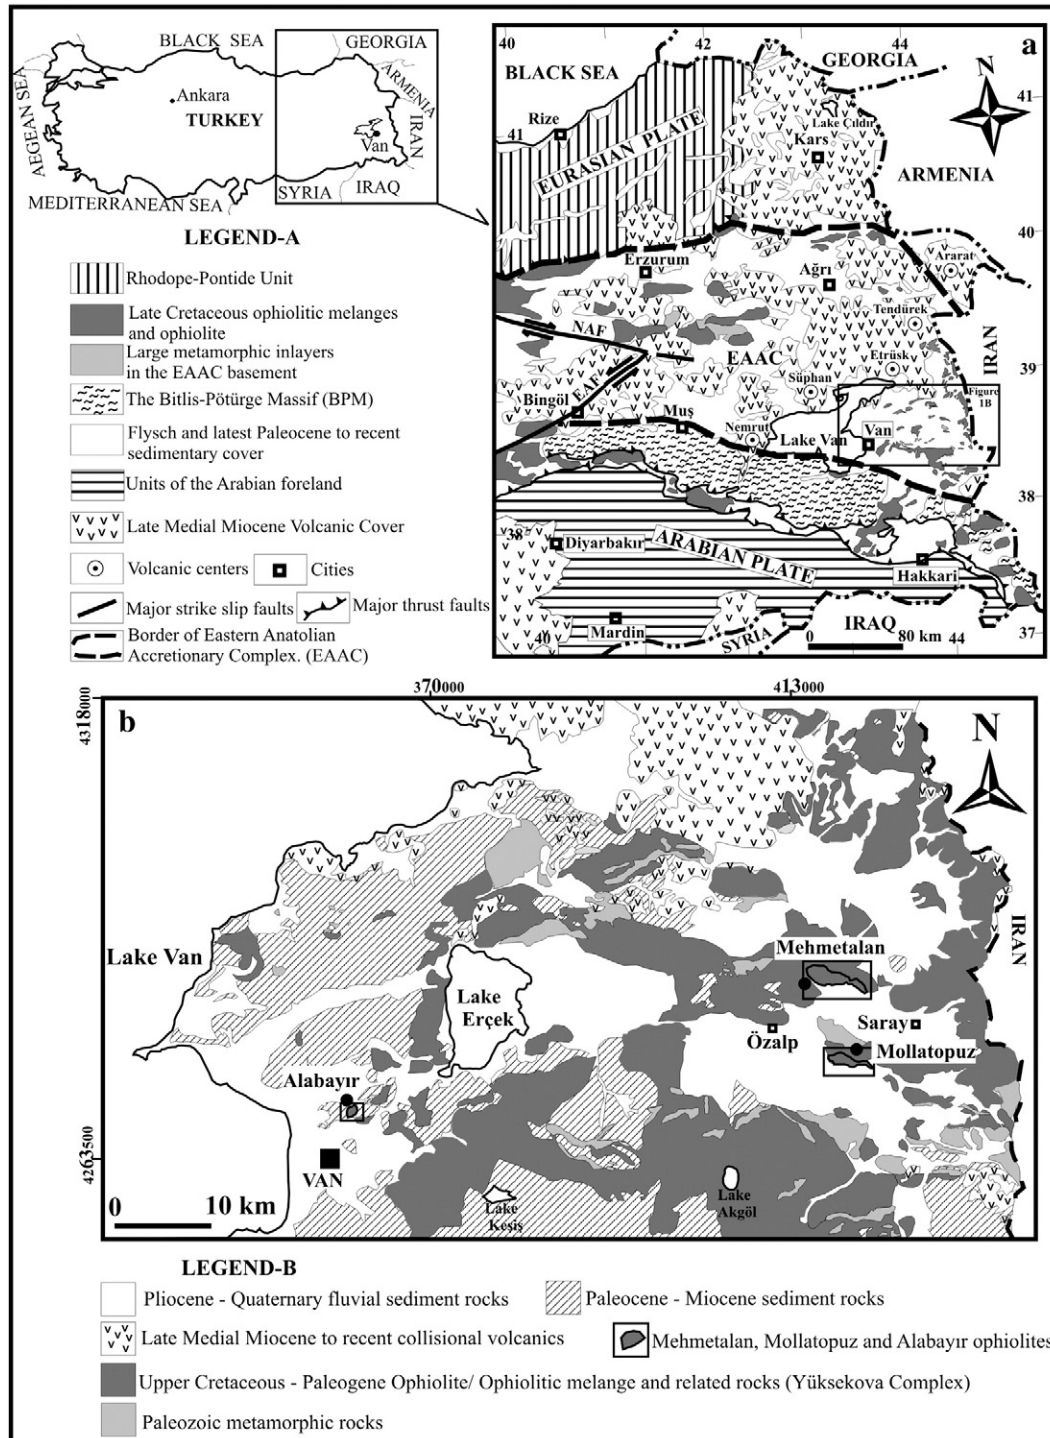 BLACK SEA
GEORGIA
ARMENIA
IRAN
AEGEAN SEA
Ankara
TURKEY
Van
SYRIA
IRAQ
MEDITERRANEAN SEA
LEGEND-A
Rhodope-Pontide Unit
Late Cretaceous ophiolitic melanges
and ophiolite
Large metamorphic inlayers
in the EAAC basement
The Bitlis-Pötürge Massif (BPM)
Flysch and latest Paleocene to recent
sedimentary cover
Units of the Arabian foreland
Late Medial Miocene Volcanic Cover
Volcanic centers
Cities
Major strike slip faults
Major thrust faults
Border of Eastern Anatolian
Accretionary Complex. (EAAC)
40
42
44
a
BLACK SEA
GEORGIA
N
41
Rize
41
Lake Çıldır
Kars
EURASIAN PLATE
ARMENIA
40
Erzurum
Ağrı
Ararat
Tendürek
NAF
IRAN
EAAC
Etrüsk
39
EAF
Süphan
Figure
1B
Bingöl
Muş
Nemrut
Lake Van
Van
38
38
Diyarbakır
ARABIAN PLATE
Hakkari
Mardin
40
SYRIA
IRAQ
0
80 km
44
37
370000
413000
4318000
b
N
IRAN
Lake Van
Mehmetalan
Lake
Erçek
Saray
Özalp
Mollatopuz
Alabayır
4263500
VAN
0
10 km
Lake
Keşiş
Lake
Akgöl
LEGEND-B
Pliocene - Quaternary fluvial sediment rocks
Paleocene - Miocene sediment rocks
Late Medial Miocene to recent collisional volcanics
Mehmetalan, Mollatopuz and Alabayır ophiolites
Upper Cretaceous - Paleogene Ophiolite/ Ophiolitic melange and related rocks (Yüksekova Complex)
Paleozoic metamorphic rocks